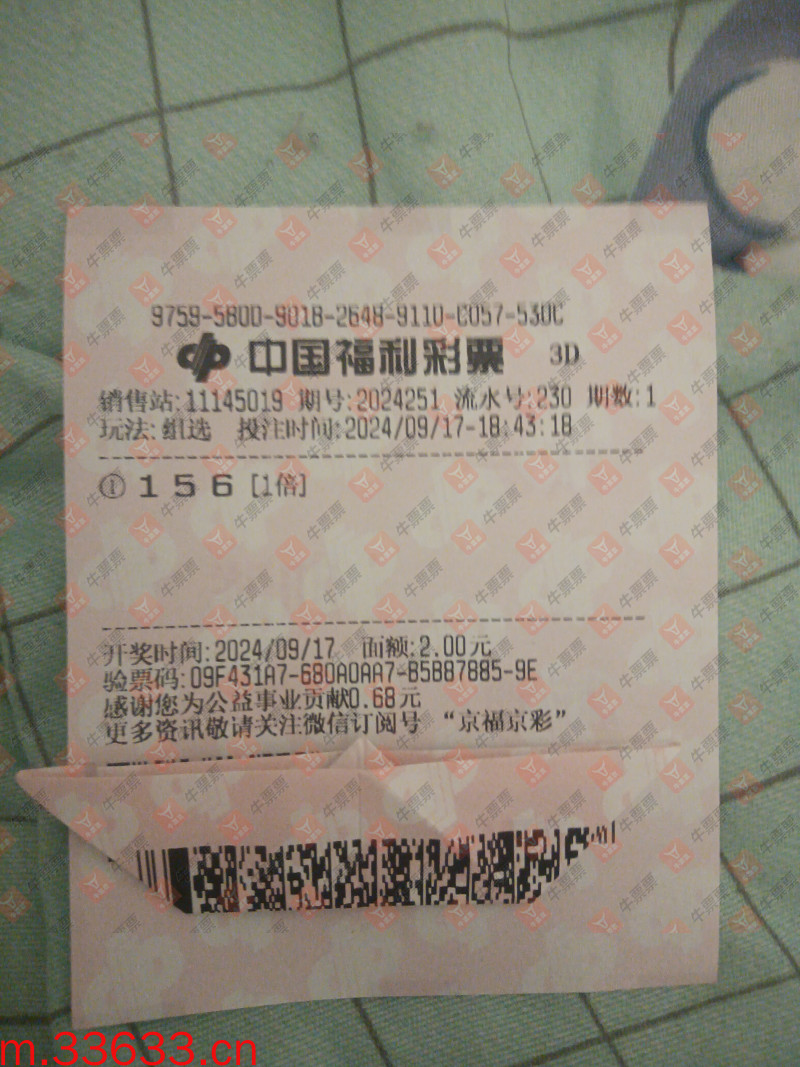 9759-580D-9018-2648-9110-C057-530C
中国福利彩票 3D
销售站:11145019 期号:2024251 流水号:230 期数:1
玩法:组选 投注时间:2024/09/17-18:43:18
① 1 5 6 [1倍]
开奖时间:2024/09/17 面额:2.00元
验票码:09F431A7-680A0AA7-B5B87885-9E
感谢您为公益事业贡献0.68元
更多资讯敬请关注微信订阅号 “京福京彩”
牛票票
m.33633.cn